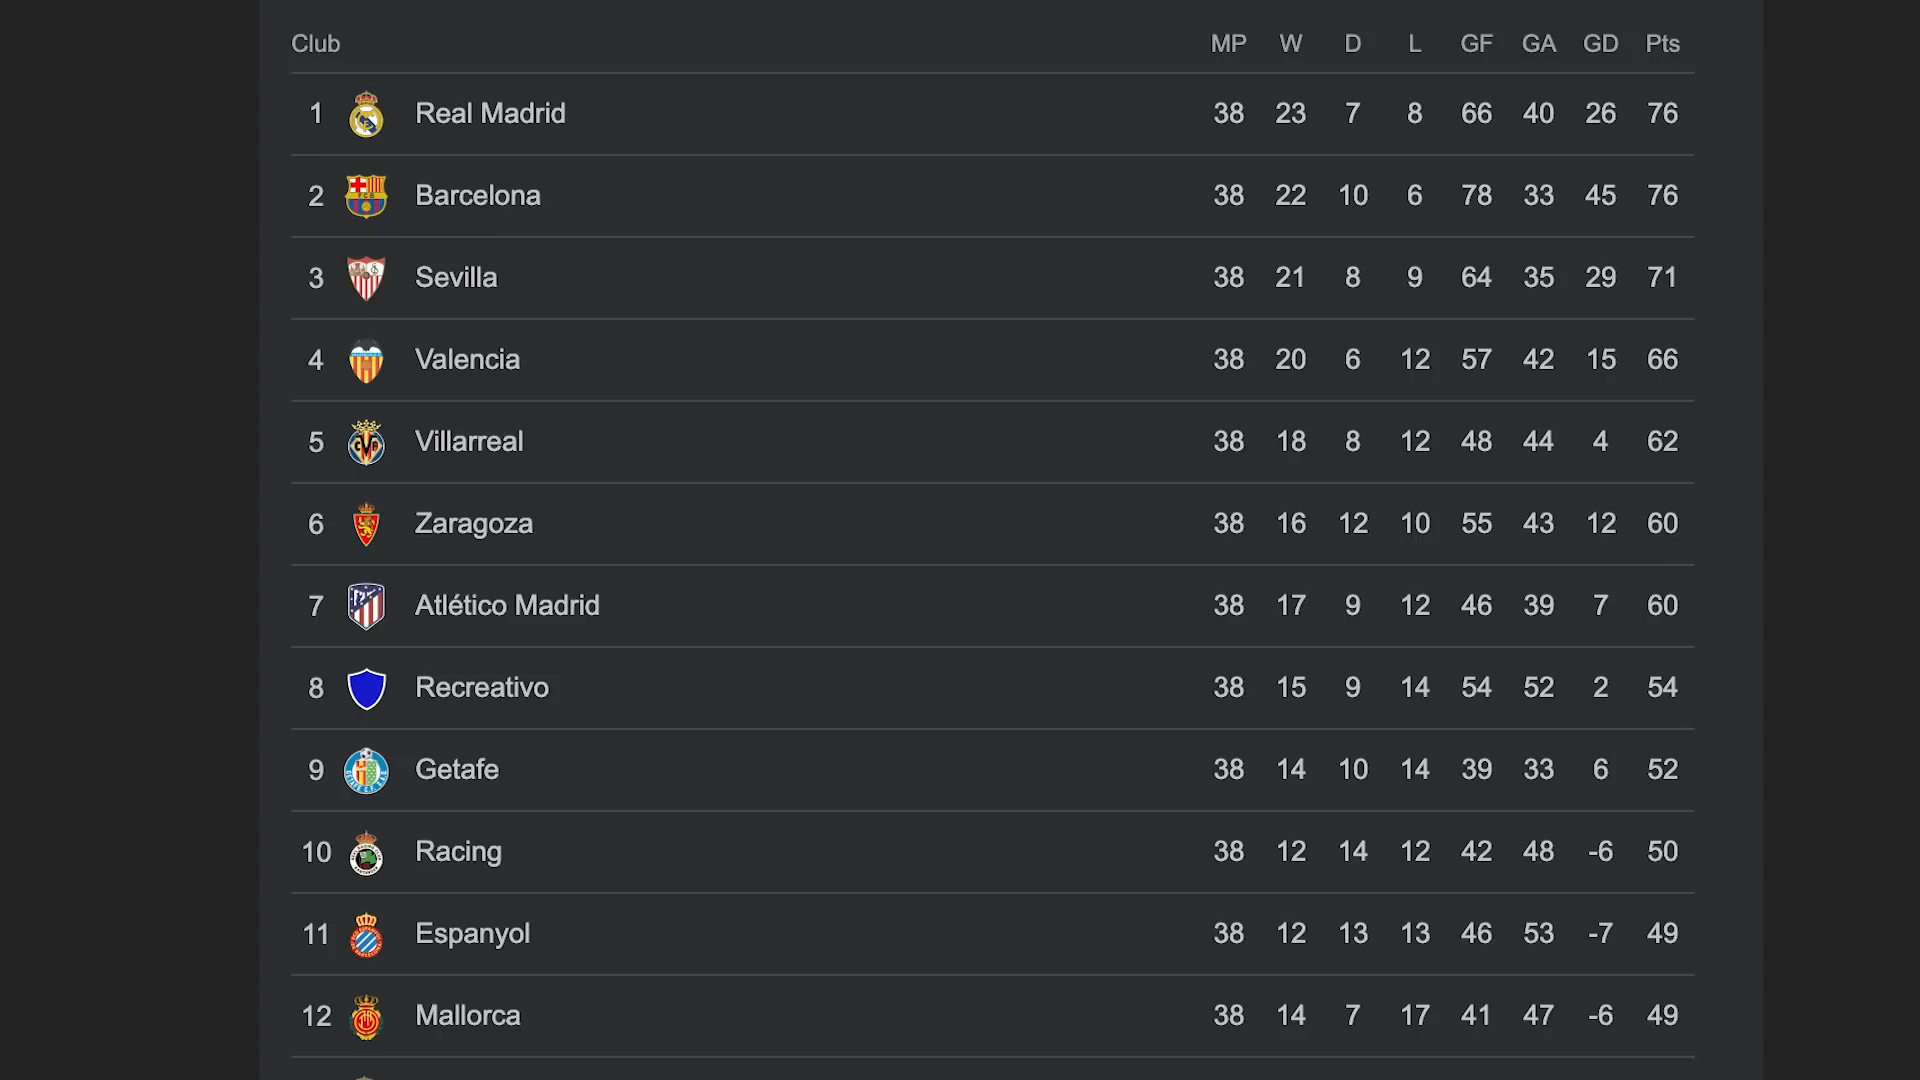 Club MP W D L GF GA GD Pts
1 Real Madrid 38 23 7 8 66 40 26 76
2 Barcelona 38 22 10 6 78 33 45 76
3 Sevilla 38 21 8 9 64 35 29 71
4 Valencia 38 20 6 12 57 42 15 66
5 Villarreal 38 18 8 12 48 44 4 62
6 Zaragoza 38 16 12 10 55 43 12 60
7 Atlético Madrid 38 17 9 12 46 39 7 60
8 Recreativo 38 15 9 14 54 52 2 54
9 Getafe 38 14 10 14 39 33 6 52
10 Racing 38 12 14 12 42 48 -6 50
11 Espanyol 38 12 13 13 46 53 -7 49
12 Mallorca 38 14 7 17 41 47 -6 49